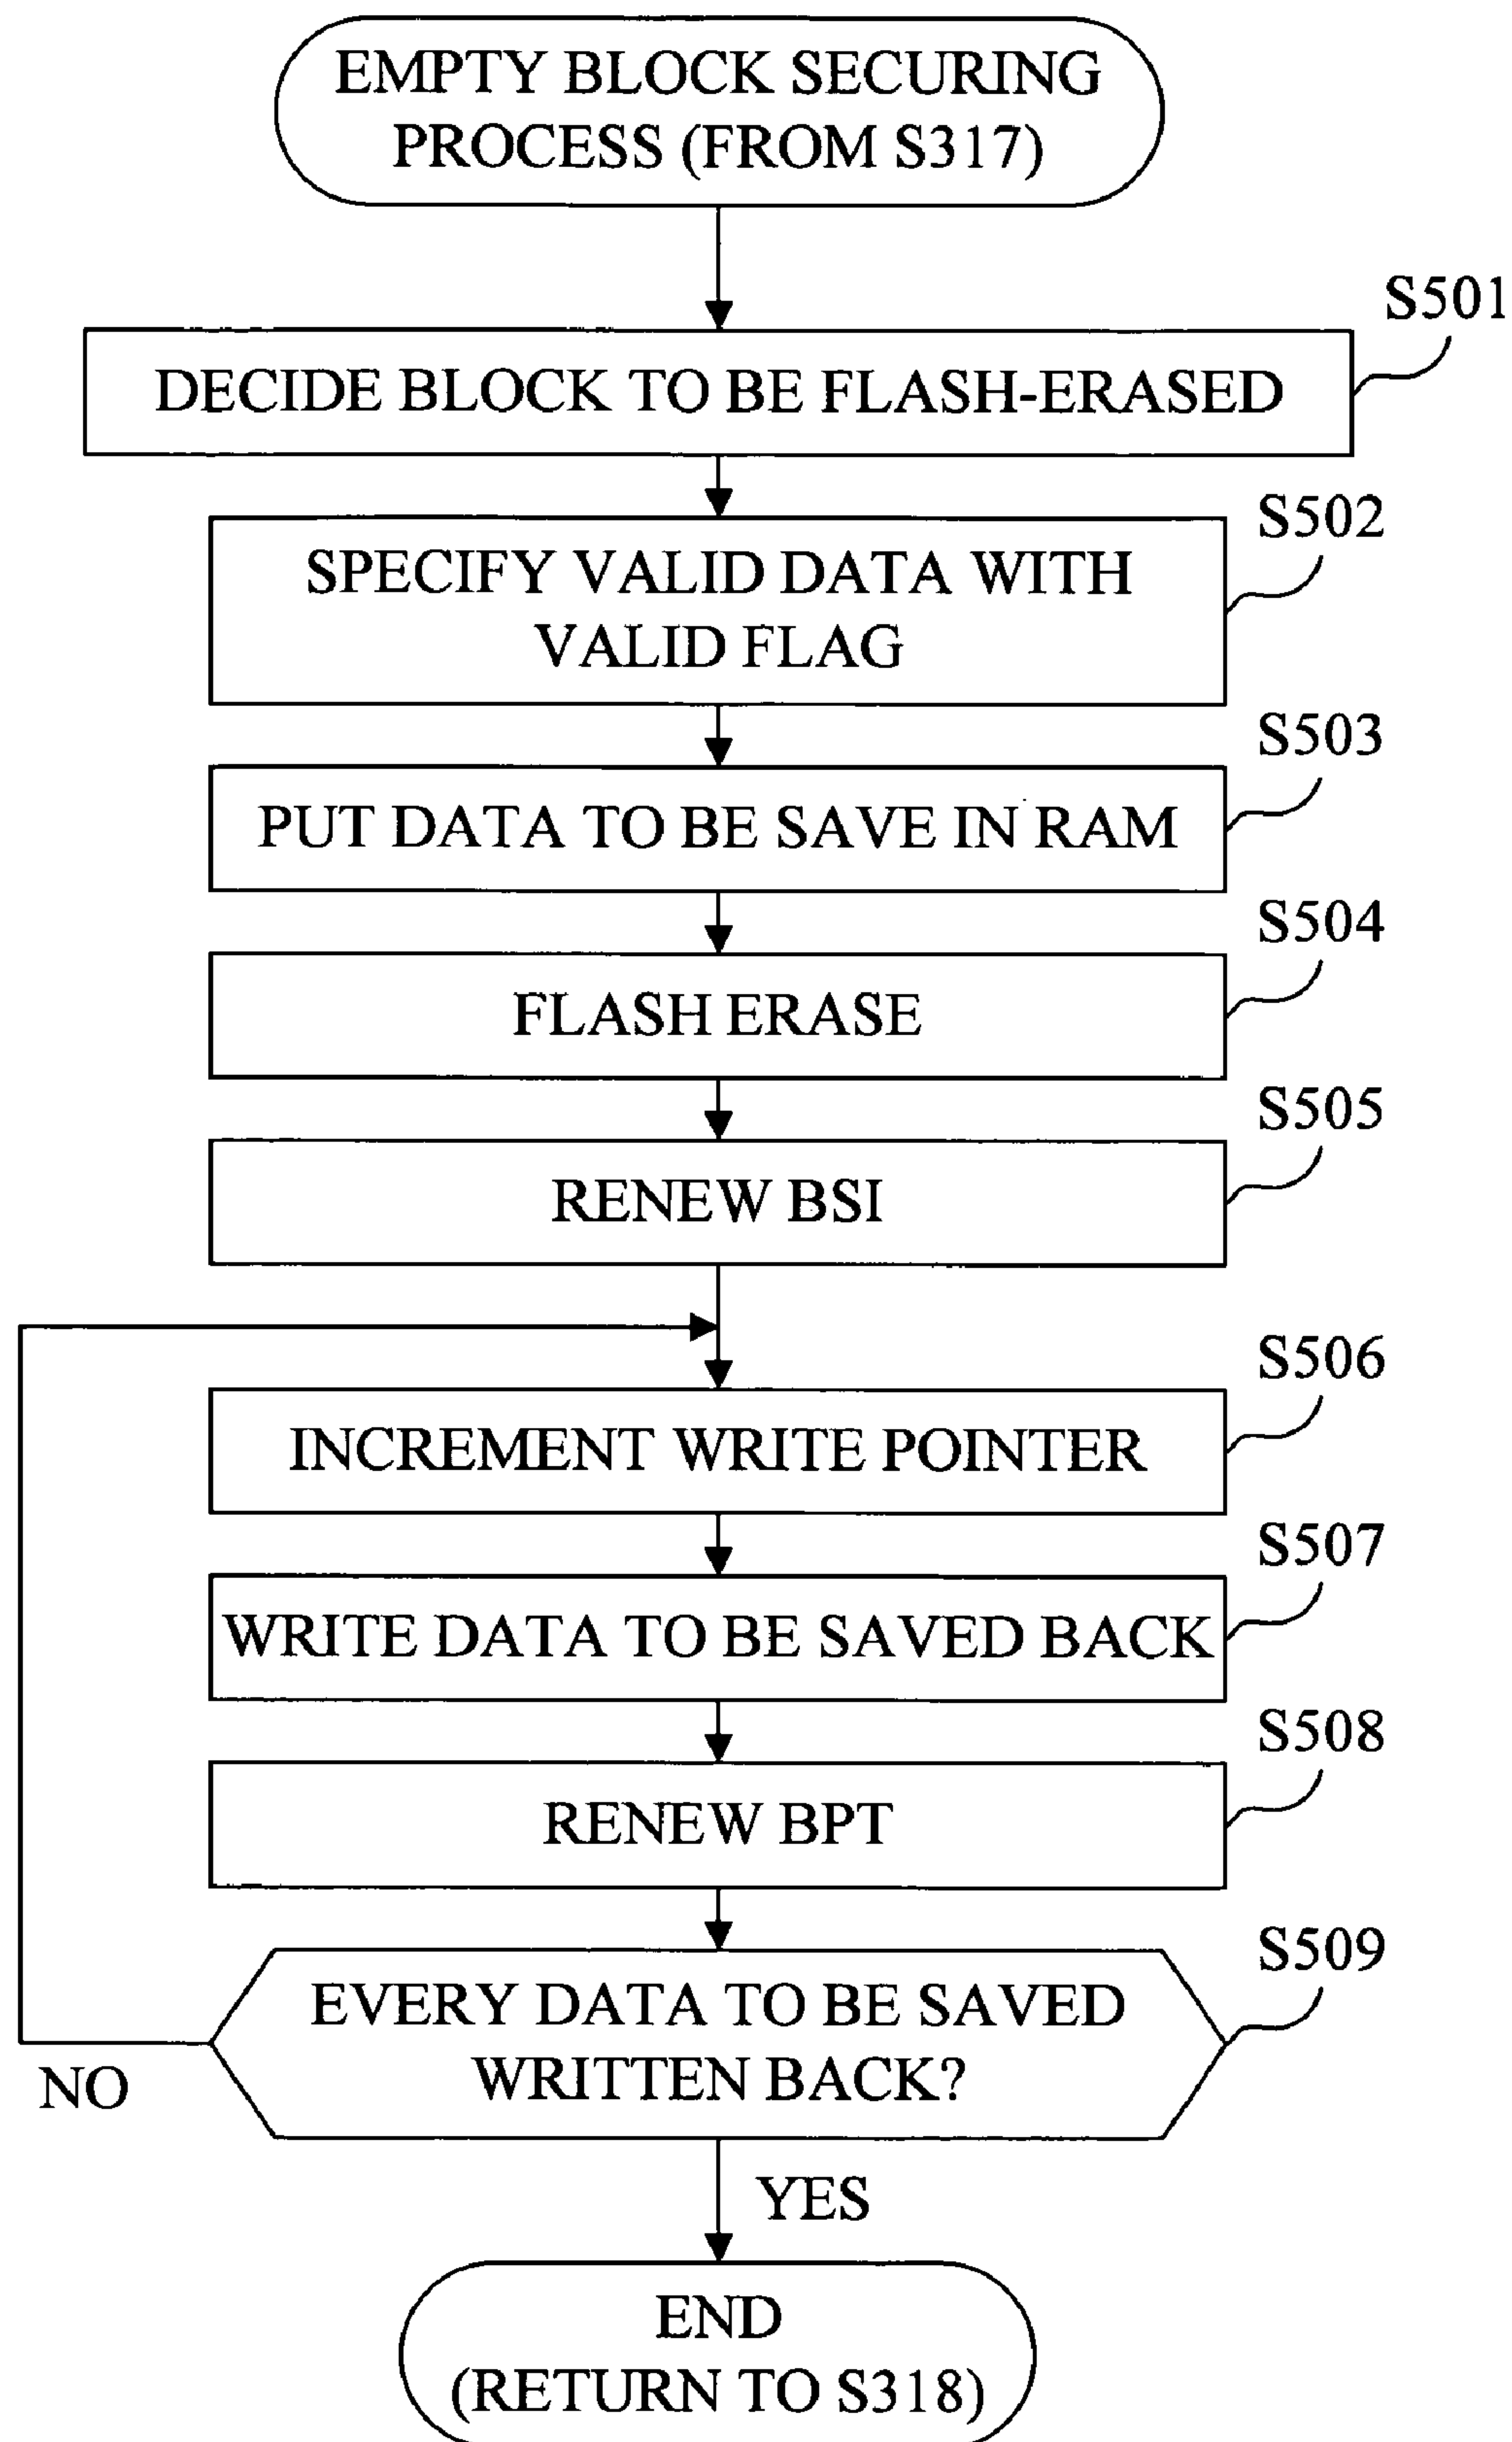 EMPTY BLOCK SECURING
PROCESS (FROM S317)
S501
DECIDE BLOCK TO BE FLASH-ERASED
S502
SPECIFY VALID DATA WITH
VALID FLAG
S503
PUT DATA TO BE SAVE IN RAM
S504
FLASH ERASE
S505
RENEW BSI
S506
INCREMENT WRITE POINTER
S507
WRITE DATA TO BE SAVED BACK
S508
RENEW BPT
S509
EVERY DATA TO BE SAVED
WRITTEN BACK?
NO
YES
END
(RETURN TO S318)